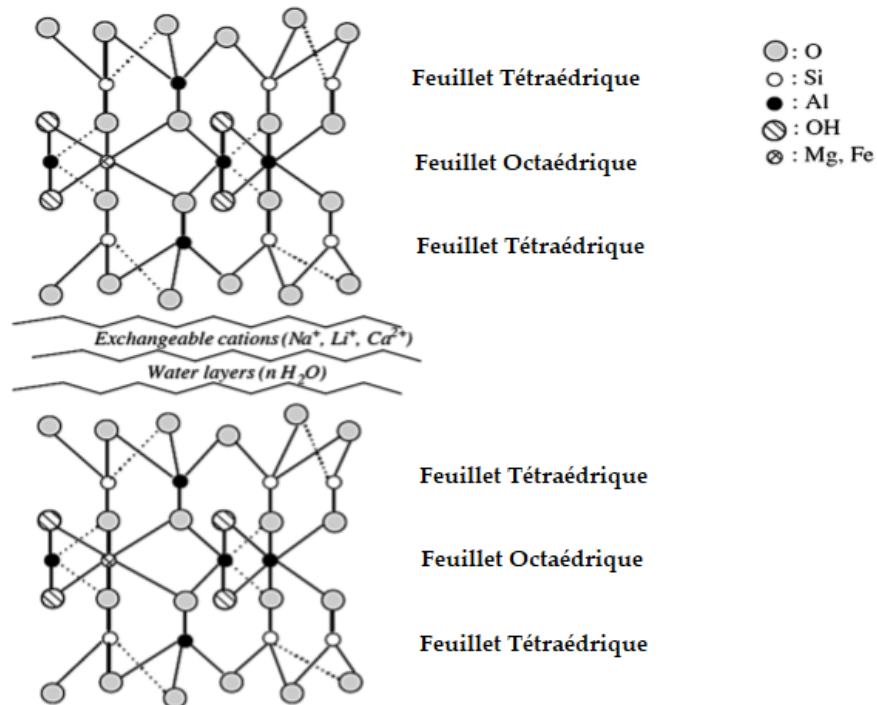 Feuillet Tétraédrique
Feuillet Octaédrique
Feuillet Tétraédrique
: O
: Si
: Al
: OH
: Mg, Fe
Exchangeable cations (Na⁺, Li⁺, Ca²⁺)
Water layers (n H₂O)
Feuillet Tétraédrique
Feuillet Octaédrique
Feuillet Tétraédrique